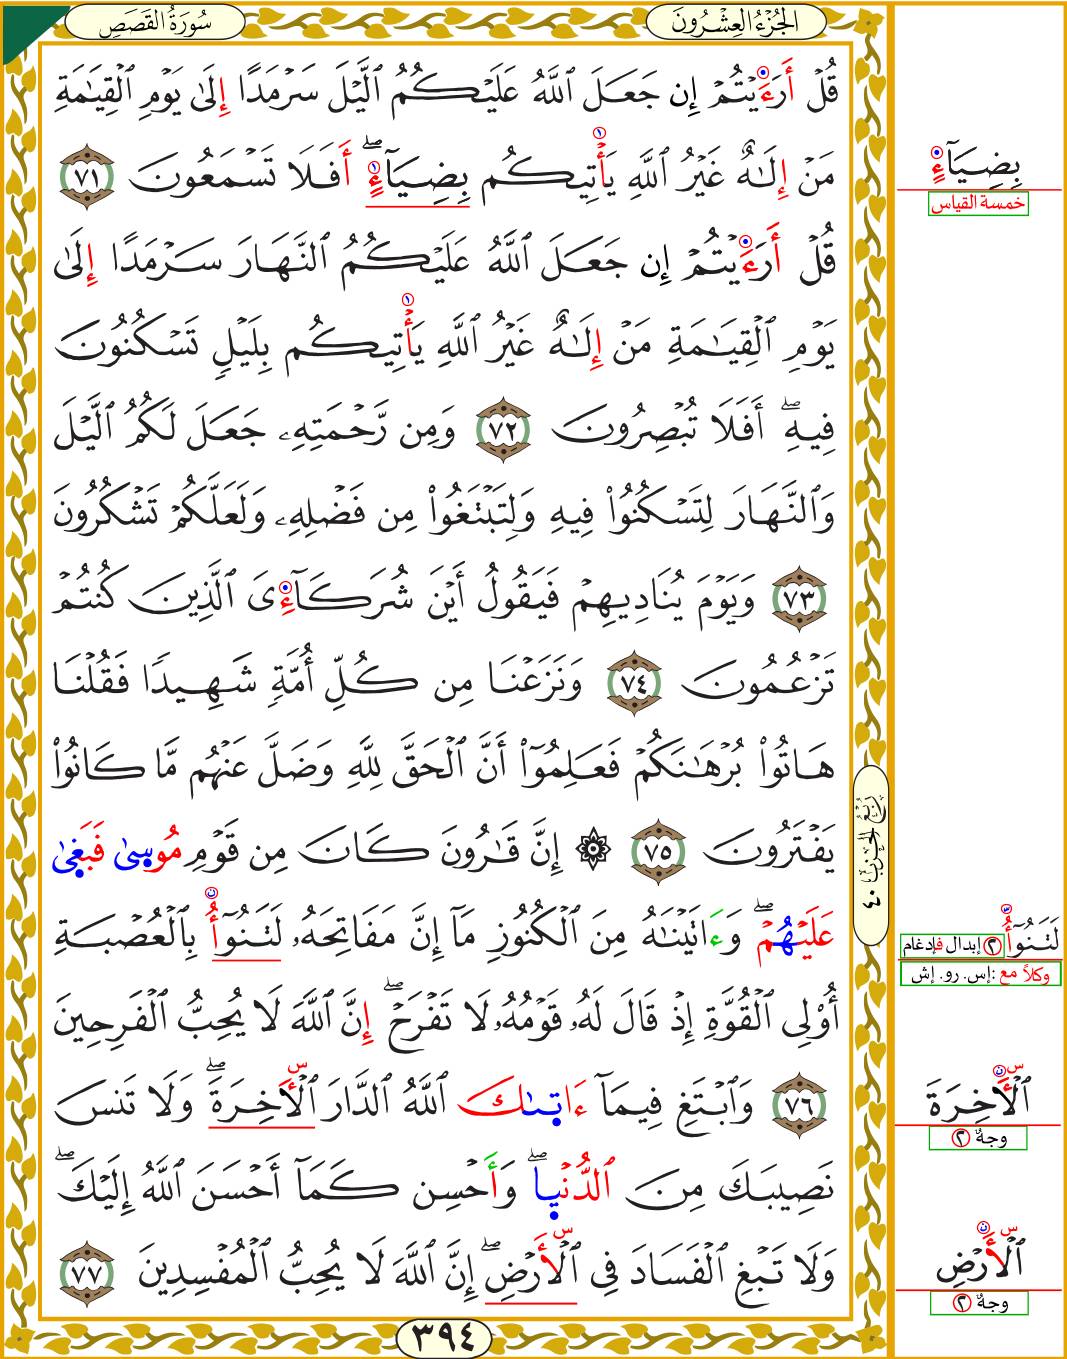 سُورَةُ القَصَصِ
الجُزْءُ العِشْرُونَ
قُلْ أَرَءَيْتُمْ إِن جَعَلَ ٱللَّهُ عَلَيْكُمُ ٱلَّيْلَ سَرْمَدًا إِلَىٰ يَوْمِ ٱلْقِيَٰمَةِ
مَنْ إِلَٰهٌ غَيْرُ ٱللَّهِ يَأْتِيكُم بِضِيَآءٍ ۖ أَفَلَا تَسْمَعُونَ ٧١
قُلْ أَرَءَيْتُمْ إِن جَعَلَ ٱللَّهُ عَلَيْكُمُ ٱلنَّهَارَ سَرْمَدًا إِلَىٰ
يَوْمِ ٱلْقِيَٰمَةِ مَنْ إِلَٰهٌ غَيْرُ ٱللَّهِ يَأْتِيكُم بِلَيْلٍ تَسْكُنُونَ
فِيهِ ۖ أَفَلَا تُبْصِرُونَ ٧٢ وَمِن رَّحْمَتِهِۦ جَعَلَ لَكُمُ ٱلَّيْلَ
وَٱلنَّهَارَ لِتَسْكُنُوا۟ فِيهِ وَلِتَبْتَغُوا۟ مِن فَضْلِهِۦ وَلَعَلَّكُمْ تَشْكُرُونَ
٧٣ وَيَوْمَ يُنَادِيهِمْ فَيَقُولُ أَيْنَ شُرَكَآءِىَ ٱلَّذِينَ كُنتُمْ
تَزْعُمُونَ ٧٤ وَنَزَعْنَا مِن كُلِّ أُمَّةٍ شَهِيدًا فَقُلْنَا
هَاتُوا۟ بُرْهَٰنَكُمْ فَعَلِمُوٓا۟ أَنَّ ٱلْحَقَّ لِلَّهِ وَضَلَّ عَنْهُم مَّا كَانُوا۟
يَفْتَرُونَ ٧٥ ۞ إِنَّ قَٰرُونَ كَانَ مِن قَوْمِ مُوسَىٰ فَبَغَىٰ
عَلَيْهُمْ ۖ وَءَاتَيْنَٰهُ مِنَ ٱلْكُنُوزِ مَآ إِنَّ مَفَاتِحَهُۥ لَتَنُوٓأُ بِٱلْعُصْبَةِ
أُو۟لِى ٱلْقُوَّةِ إِذْ قَالَ لَهُۥ قَوْمُهُۥ لَا تَفْرَحْ ۖ إِنَّ ٱللَّهَ لَا يُحِبُّ ٱلْفَرِحِينَ
٧٦ وَٱبْتَغِ فِيمَآ ءَاتَىٰكَ ٱللَّهُ ٱلدَّارَ ٱلْأَخِرَةَ ۖ وَلَا تَنسَ
نَصِيبَكَ مِنَ ٱلدُّنْيَا ۖ وَأَحْسِن كَمَآ أَحْسَنَ ٱللَّهُ إِلَيْكَ ۖ
وَلَا تَبْغِ ٱلْفَسَادَ فِى ٱلْأَرْضِ ۖ إِنَّ ٱللَّهَ لَا يُحِبُّ ٱلْمُفْسِدِينَ ٧٧
٣٩٤
رُبْعُ الحِزْبِ ٤٠
بِضِيَآءٍ
خمسة القياس
لَتَنُوٓأُ
٢ إبدال فإدغام
وكلاً مع :إس. رو. إش
ٱلْأَخِرَةَ
وجهٌ ٢
ٱلْأَرْضِ
وجهٌ ٢